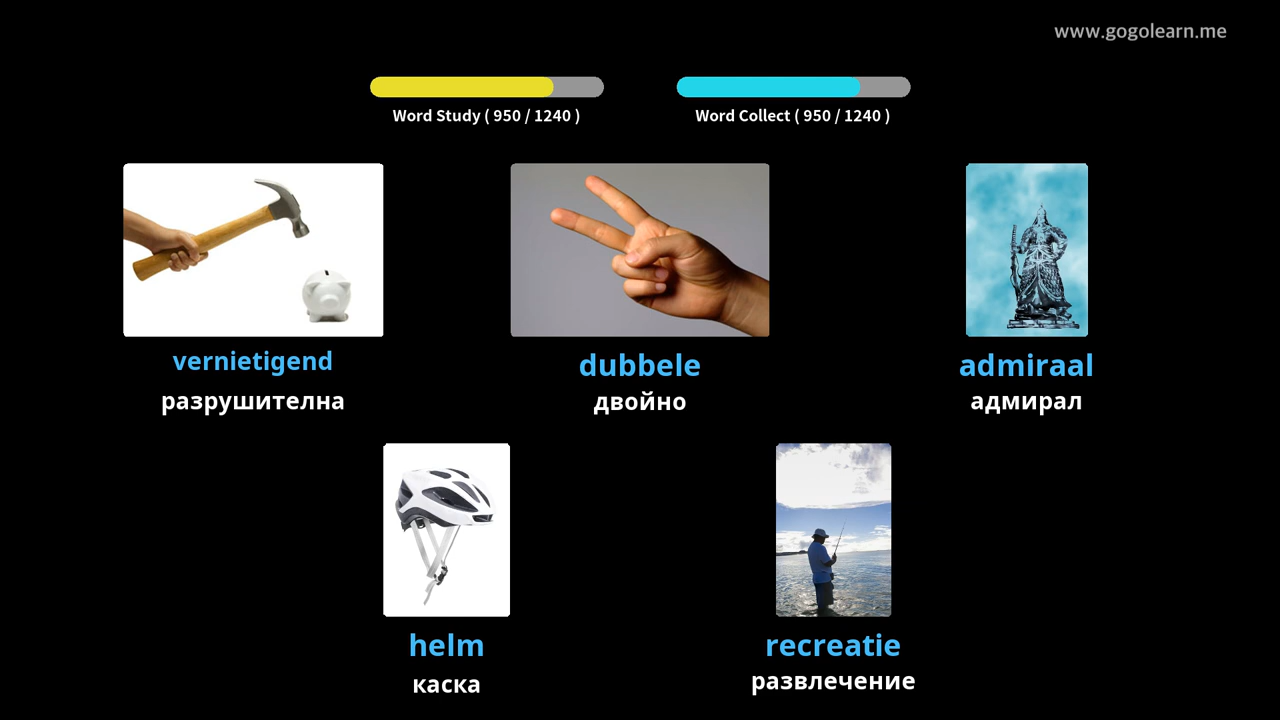 www.gogolearn.me
Word Study ( 950 / 1240 )
Word Collect ( 950 / 1240 )
vernietigend
разрушителна
dubbele
двойно
admiraal
адмирал
helm
каска
recreatie
развлечение